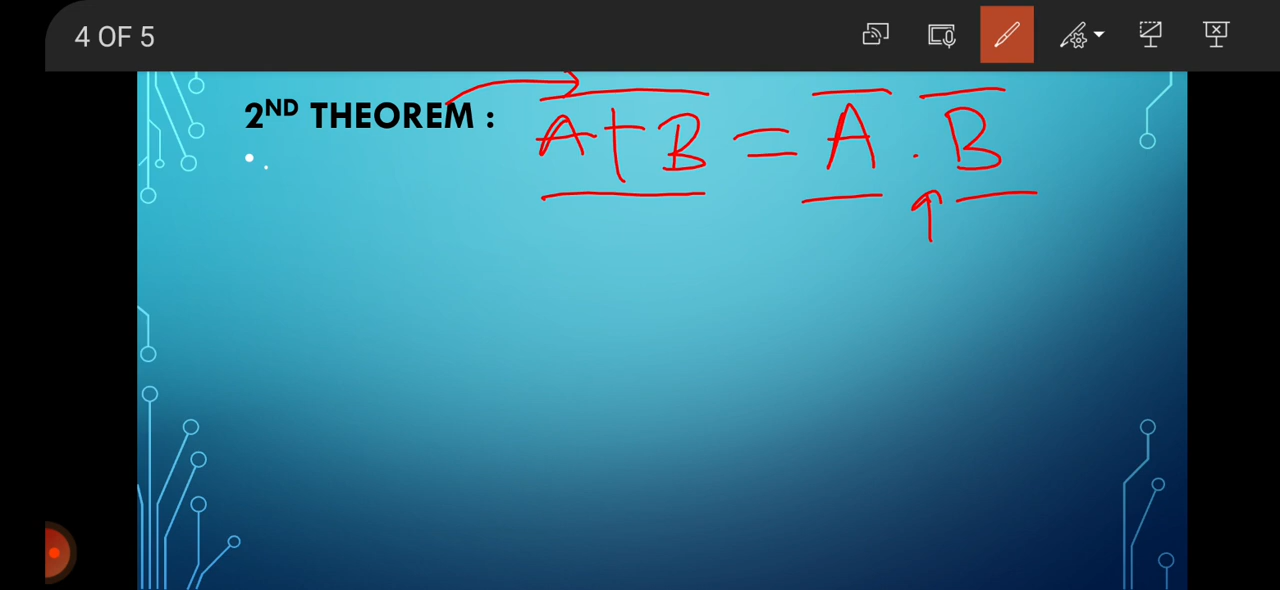 4 OF 5
2ND THEOREM : A̅+̅B̅ = A̅ . B̅